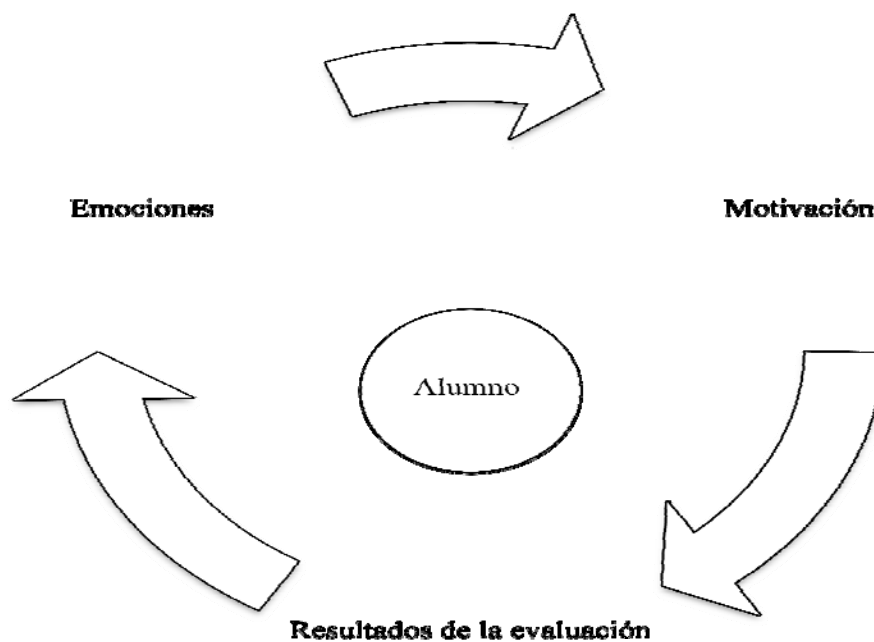 Emociones
Motivación
Alumno
Resultados de la evaluación